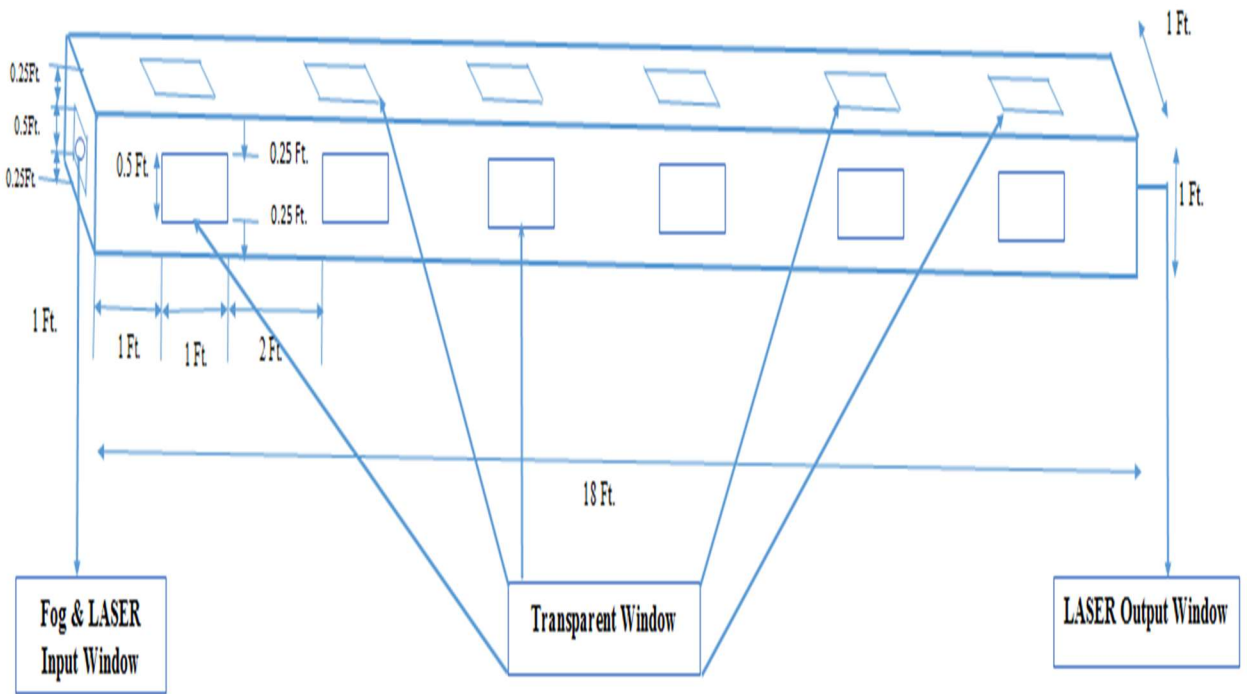 1 Ft.
0.25Ft
0.5Ft.
0.25Ft
0.5 Ft
0.25 Ft.
0.25 Ft.
1 Ft.
1 Ft.
1 Ft.
1 Ft.
2 Ft.
18 Ft.
Fog & LASER
Input Window
Transparent Window
LASER Output Window